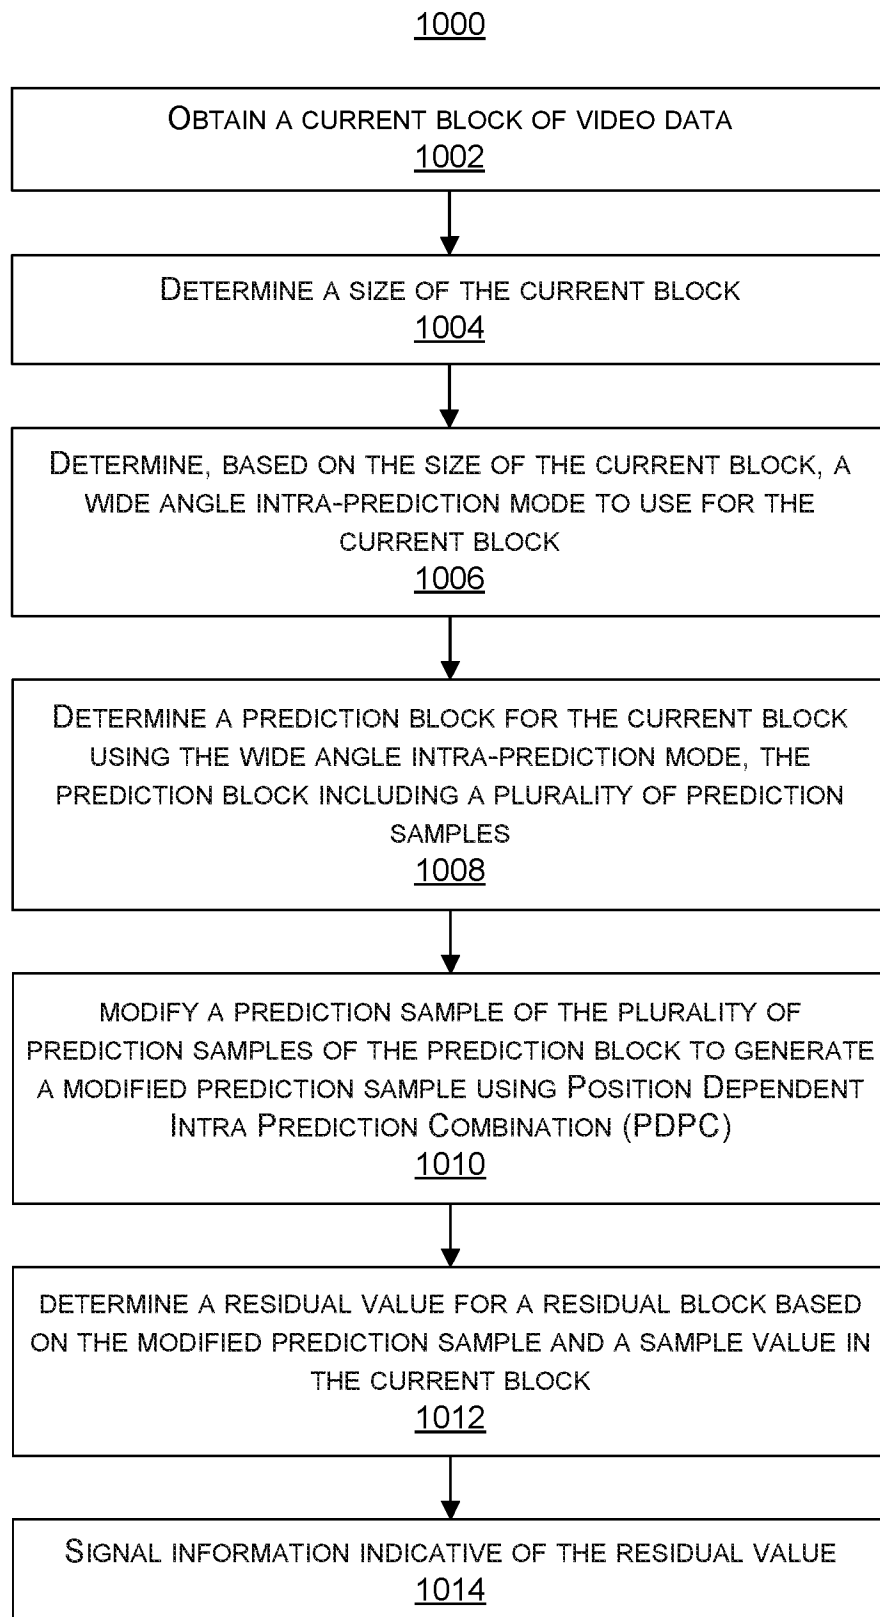 1000
OBTAIN A CURRENT BLOCK OF VIDEO DATA
1002
DETERMINE A SIZE OF THE CURRENT BLOCK
1004
DETERMINE, BASED ON THE SIZE OF THE CURRENT BLOCK, A
WIDE ANGLE INTRA-PREDICTION MODE TO USE FOR THE
CURRENT BLOCK
1006
DETERMINE A PREDICTION BLOCK FOR THE CURRENT BLOCK
USING THE WIDE ANGLE INTRA-PREDICTION MODE, THE
PREDICTION BLOCK INCLUDING A PLURALITY OF PREDICTION
SAMPLES
1008
MODIFY A PREDICTION SAMPLE OF THE PLURALITY OF
PREDICTION SAMPLES OF THE PREDICTION BLOCK TO GENERATE
A MODIFIED PREDICTION SAMPLE USING POSITION DEPENDENT
INTRA PREDICTION COMBINATION (PDPC)
1010
DETERMINE A RESIDUAL VALUE FOR A RESIDUAL BLOCK BASED
ON THE MODIFIED PREDICTION SAMPLE AND A SAMPLE VALUE IN
THE CURRENT BLOCK
1012
SIGNAL INFORMATION INDICATIVE OF THE RESIDUAL VALUE
1014